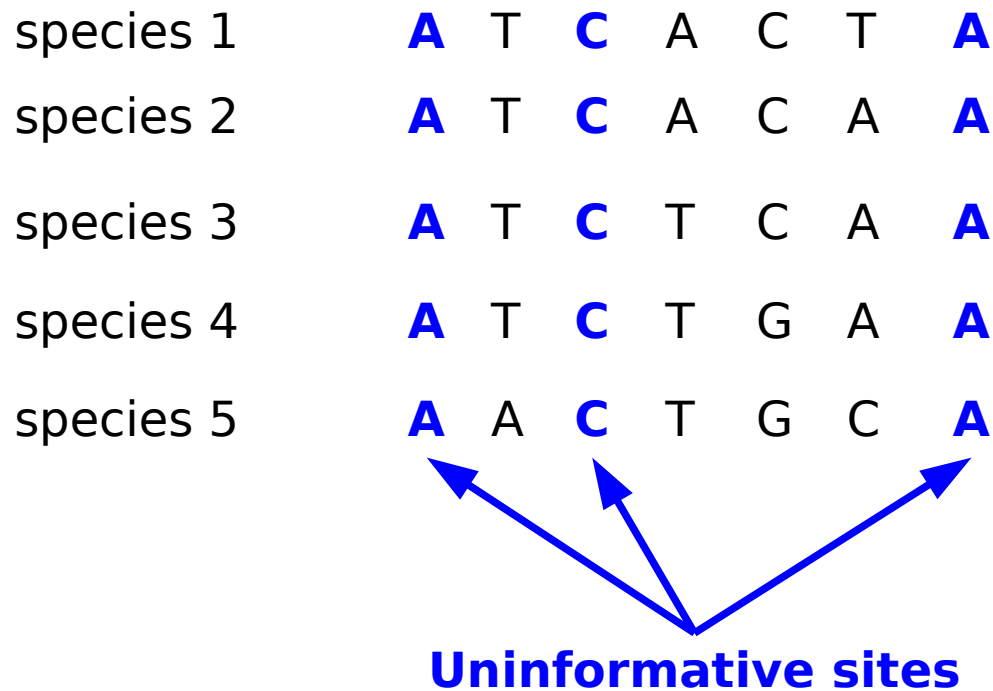 species 1 A T C A C T A
species 2 A T C A C A A
species 3 A T C T C A A
species 4 A T C T G A A
species 5 A A C T G C A
Uninformative sites